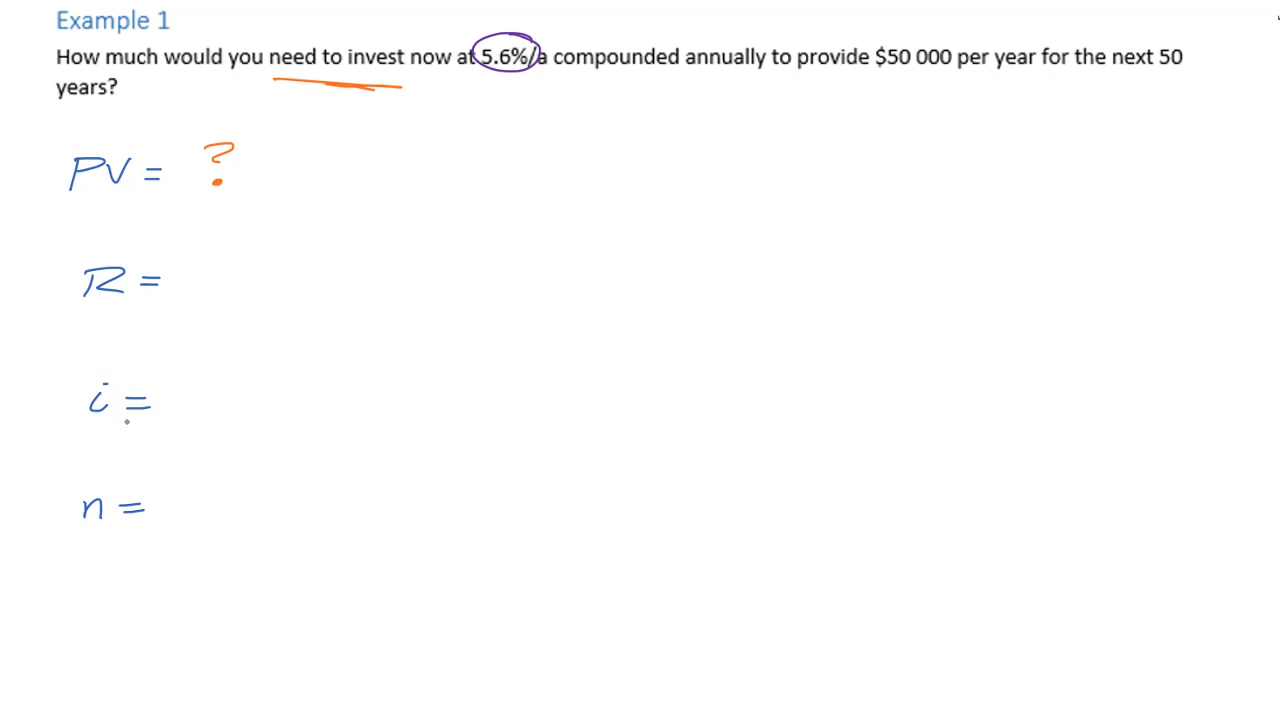 Example 1
How much would you need to invest now at 5.6%/a compounded annually to provide $50 000 per year for the next 50
years?
PV = ?
R =
i =
n =